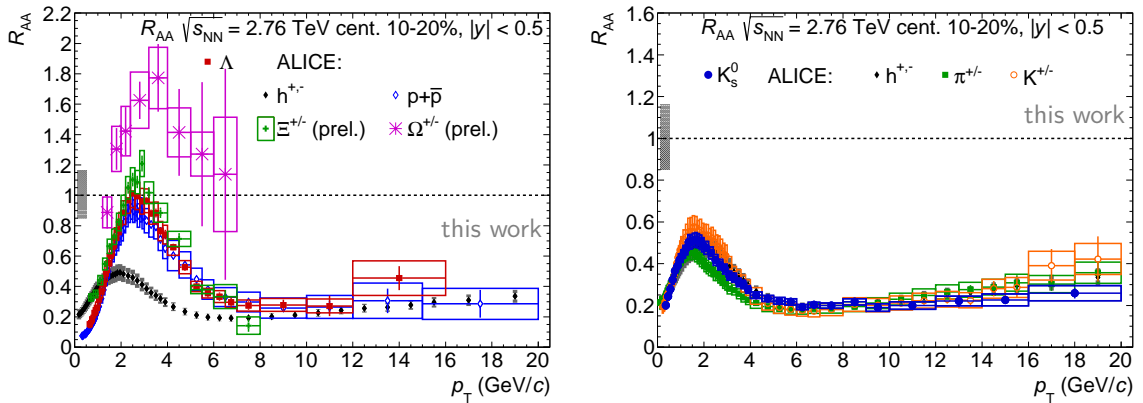 R_AA √s_NN = 2.76 TeV cent. 10-20%, |y| < 0.5
Λ ALICE:
h^{+,-} p+p̅
Ξ^{+/-} (prel.) Ω^{+/-} (prel.)
this work
R_AA
2.2
2
1.8
1.6
1.4
1.2
1
0.8
0.6
0.4
0.2
0
0 2 4 6 8 10 12 14 16 18 20
p_T (GeV/c)
R_AA √s_NN = 2.76 TeV cent. 10-20%, |y| < 0.5
K_s^0 ALICE: h^{+,-} π^{+/-} K^{+/-}
this work
R_AA
1.6
1.4
1.2
1
0.8
0.6
0.4
0.2
0
0 2 4 6 8 10 12 14 16 18 20
p_T (GeV/c)